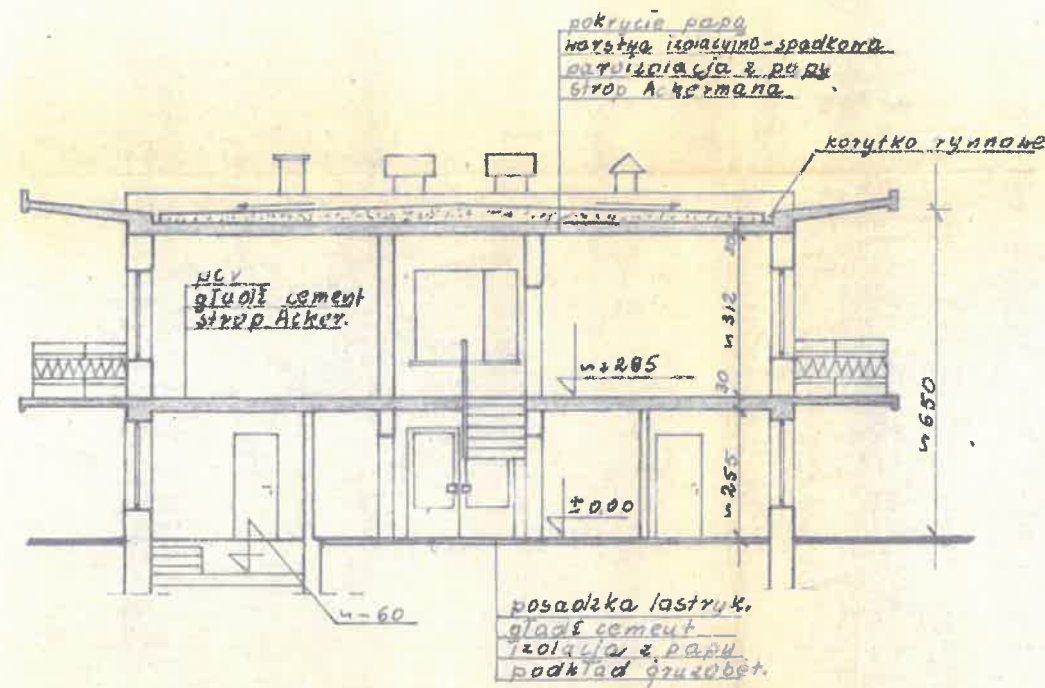 pokrycie papą
warstwa izolacyjno-spadkowa
paroizolacja z papy
strop Ackermana
korytko rynnowe
pcv
gładź cement
strop Acker.
~312
~+285
30
~650
~255
±0.00
~-60
posadzka lastryk.
gładź cement
izolacja z papy
podkład gruzobet.